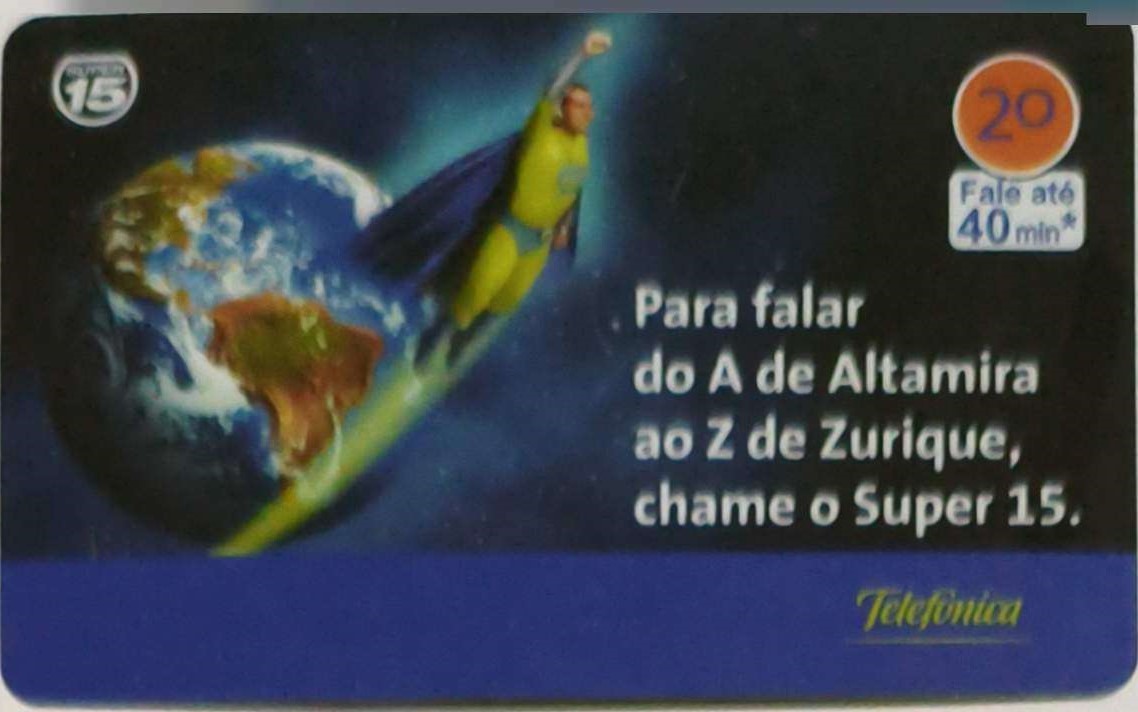 SUPER
15
20
Fale até
40 min*
Para falar
do A de Altamira
ao Z de Zurique,
chame o Super 15.
Telefônica